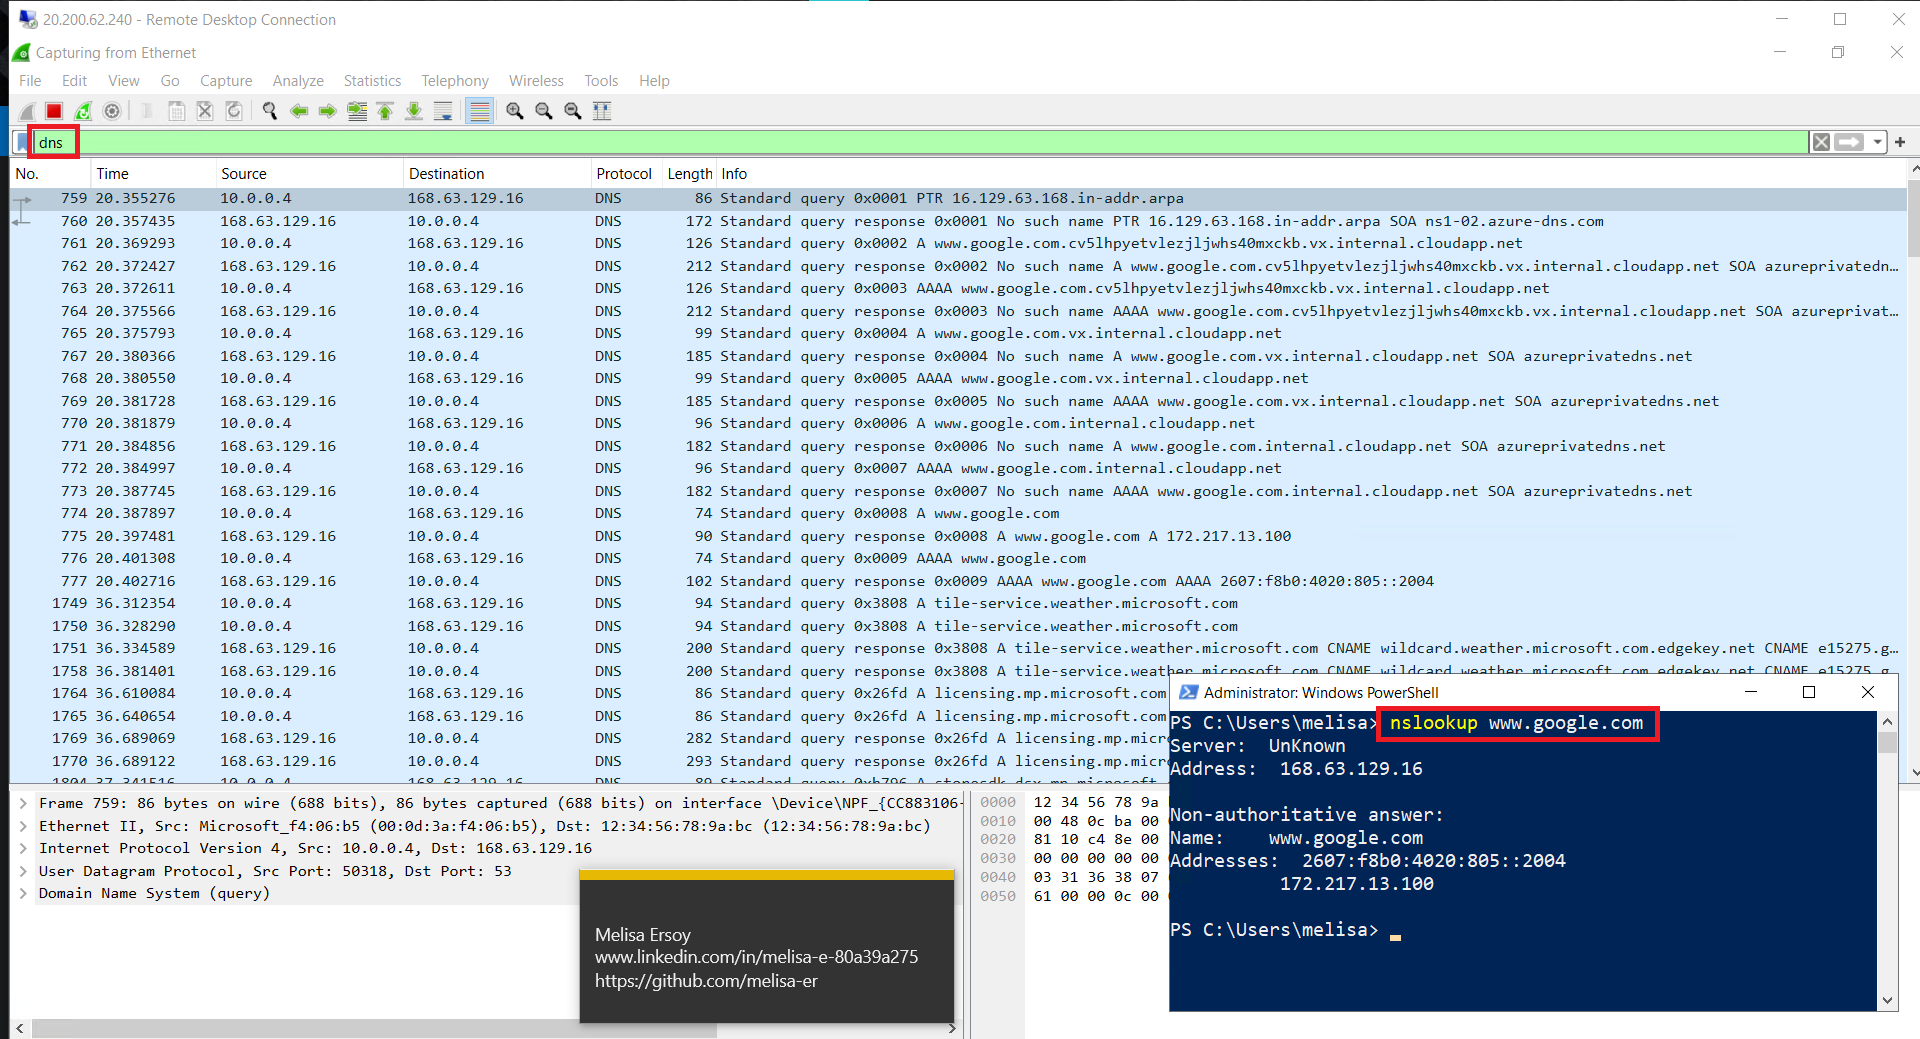 20.200.62.240 - Remote Desktop Connection
Capturing from Ethernet
File Edit View Go Capture Analyze Statistics Telephony Wireless Tools Help
dns
No. Time Source Destination Protocol Length Info
759 20.355276 10.0.0.4 168.63.129.16 DNS 86 Standard query 0x0001 PTR 16.129.63.168.in-addr.arpa
760 20.357435 168.63.129.16 10.0.0.4 DNS 172 Standard query response 0x0001 No such name PTR 16.129.63.168.in-addr.arpa SOA ns1-02.azure-dns.com
761 20.369293 10.0.0.4 168.63.129.16 DNS 126 Standard query 0x0002 A www.google.com.cv5lhpyetvlezjljwhs40mxckb.vx.internal.cloudapp.net
762 20.372427 168.63.129.16 10.0.0.4 DNS 212 Standard query response 0x0002 No such name A www.google.com.cv5lhpyetvlezjljwhs40mxckb.vx.internal.cloudapp.net SOA azureprivatedn…
763 20.372611 10.0.0.4 168.63.129.16 DNS 126 Standard query 0x0003 AAAA www.google.com.cv5lhpyetvlezjljwhs40mxckb.vx.internal.cloudapp.net
764 20.375566 168.63.129.16 10.0.0.4 DNS 212 Standard query response 0x0003 No such name AAAA www.google.com.cv5lhpyetvlezjljwhs40mxckb.vx.internal.cloudapp.net SOA azureprivat…
765 20.375793 10.0.0.4 168.63.129.16 DNS 99 Standard query 0x0004 A www.google.com.vx.internal.cloudapp.net
767 20.380366 168.63.129.16 10.0.0.4 DNS 185 Standard query response 0x0004 No such name A www.google.com.vx.internal.cloudapp.net SOA azureprivatedns.net
768 20.380550 10.0.0.4 168.63.129.16 DNS 99 Standard query 0x0005 AAAA www.google.com.vx.internal.cloudapp.net
769 20.381728 168.63.129.16 10.0.0.4 DNS 185 Standard query response 0x0005 No such name AAAA www.google.com.vx.internal.cloudapp.net SOA azureprivatedns.net
770 20.381879 10.0.0.4 168.63.129.16 DNS 96 Standard query 0x0006 A www.google.com.internal.cloudapp.net
771 20.384856 168.63.129.16 10.0.0.4 DNS 182 Standard query response 0x0006 No such name A www.google.com.internal.cloudapp.net SOA azureprivatedns.net
772 20.384997 10.0.0.4 168.63.129.16 DNS 96 Standard query 0x0007 AAAA www.google.com.internal.cloudapp.net
773 20.387745 168.63.129.16 10.0.0.4 DNS 182 Standard query response 0x0007 No such name AAAA www.google.com.internal.cloudapp.net SOA azureprivatedns.net
774 20.387897 10.0.0.4 168.63.129.16 DNS 74 Standard query 0x0008 A www.google.com
775 20.397481 168.63.129.16 10.0.0.4 DNS 90 Standard query response 0x0008 A www.google.com A 172.217.13.100
776 20.401308 10.0.0.4 168.63.129.16 DNS 74 Standard query 0x0009 AAAA www.google.com
777 20.402716 168.63.129.16 10.0.0.4 DNS 102 Standard query response 0x0009 AAAA www.google.com AAAA 2607:f8b0:4020:805::2004
1749 36.312354 10.0.0.4 168.63.129.16 DNS 94 Standard query 0x3808 A tile-service.weather.microsoft.com
1750 36.328290 10.0.0.4 168.63.129.16 DNS 94 Standard query 0x3808 A tile-service.weather.microsoft.com
1751 36.334589 168.63.129.16 10.0.0.4 DNS 200 Standard query response 0x3808 A tile-service.weather.microsoft.com CNAME wildcard.weather.microsoft.com.edgekey.net CNAME e15275.g…
1758 36.381401 168.63.129.16 10.0.0.4 DNS 200 Standard query response 0x3808 A tile-service.weather.microsoft.com CNAME wildcard.weather.microsoft.com.edgekey.net CNAME e15275.g
1764 36.610084 10.0.0.4 168.63.129.16 DNS 86 Standard query 0x26fd A licensing.mp.microsoft.com
1765 36.640654 10.0.0.4 168.63.129.16 DNS 86 Standard query 0x26fd A licensing.mp.microsoft.com
1769 36.689069 168.63.129.16 10.0.0.4 DNS 282 Standard query response 0x26fd A licensing.mp.micr
1770 36.689122 168.63.129.16 10.0.0.4 DNS 293 Standard query response 0x26fd A licensing.mp.micr
1804 37.341516 10.0.0.4 168.63.129.16 DNS 89 Standard query
Frame 759: 86 bytes on wire (688 bits), 86 bytes captured (688 bits) on interface \Device\NPF_{CC883106-
Ethernet II, Src: Microsoft_f4:06:b5 (00:0d:3a:f4:06:b5), Dst: 12:34:56:78:9a:bc (12:34:56:78:9a:bc)
Internet Protocol Version 4, Src: 10.0.0.4, Dst: 168.63.129.16
User Datagram Protocol, Src Port: 50318, Dst Port: 53
Domain Name System (query)
0000 12 34 56 78 9a
0010 00 48 0c ba 00
0020 81 10 c4 8e 00
0030 00 00 00 00 00
0040 03 31 36 38 07
0050 61 00 00 0c 00
Melisa Ersoy
www.linkedin.com/in/melisa-e-80a39a275
https://github.com/melisa-er
Administrator: Windows PowerShell
PS C:\Users\melisa> nslookup www.google.com
Server: UnKnown
Address: 168.63.129.16
Non-authoritative answer:
Name: www.google.com
Addresses: 2607:f8b0:4020:805::2004
172.217.13.100
PS C:\Users\melisa>